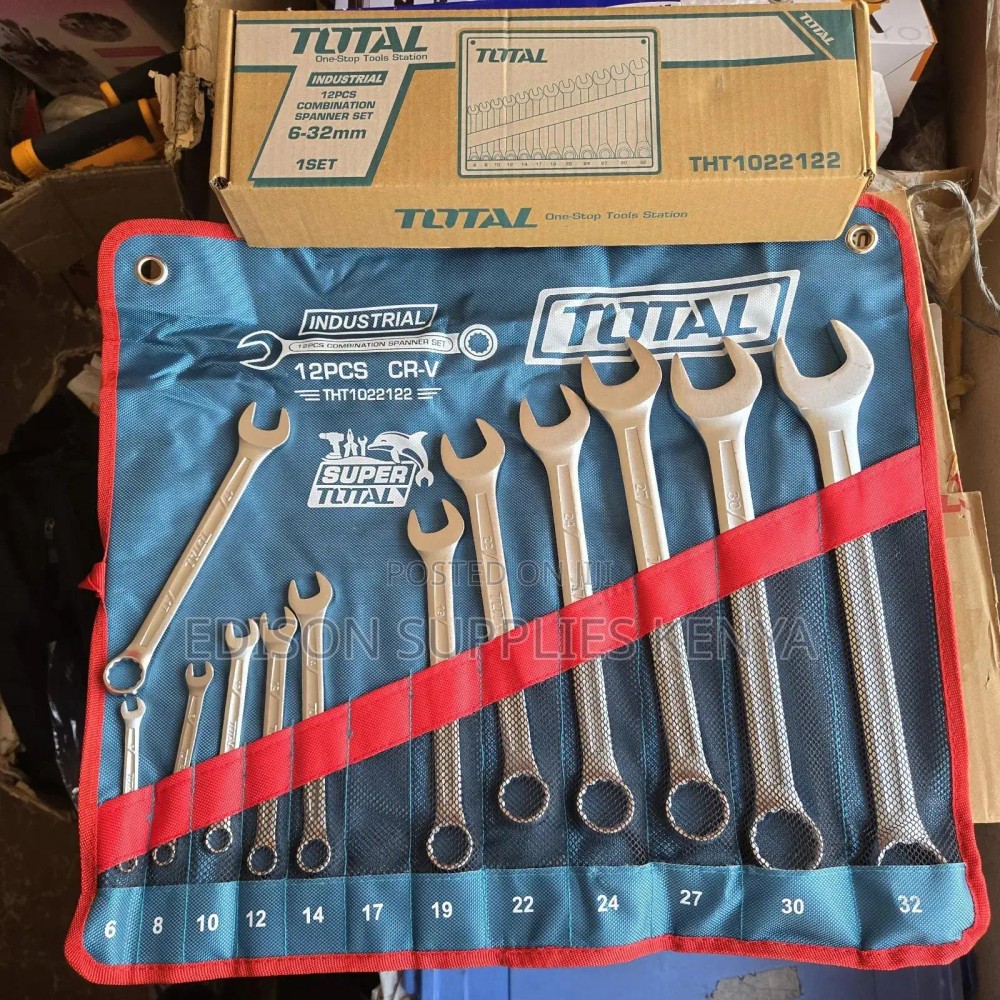 TOTAL
One-Stop Tools Station
INDUSTRIAL
12PCS
COMBINATION
SPANNER SET
6-32mm
1SET
TOTAL
TOTAL
THT1022122
TOTAL One-Stop Tools Station
INDUSTRIAL
12PCS COMBINATION SPANNER SET
12PCS CR-V
THT1022122
TOTAL
SUPER
TOTAL
POSTED ON JIJI
EDISON SUPPLIES KENYA
6 8 10 12 14 17 19 22 24 27 30 32